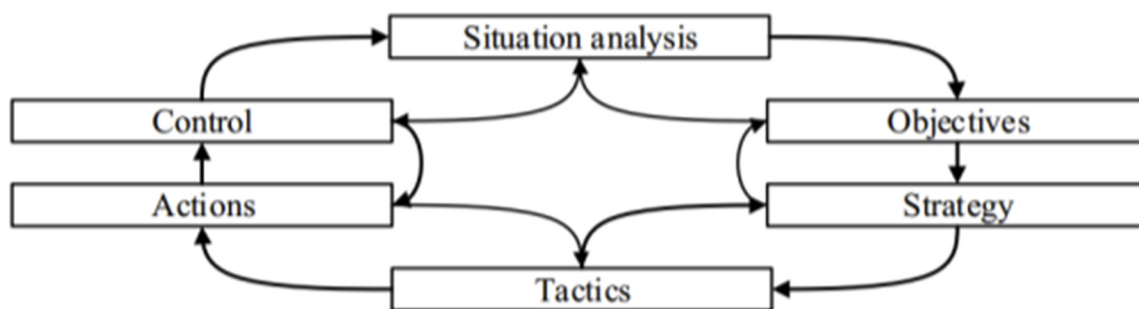 Situation analysis
Control
Objectives
Actions
Strategy
Tactics